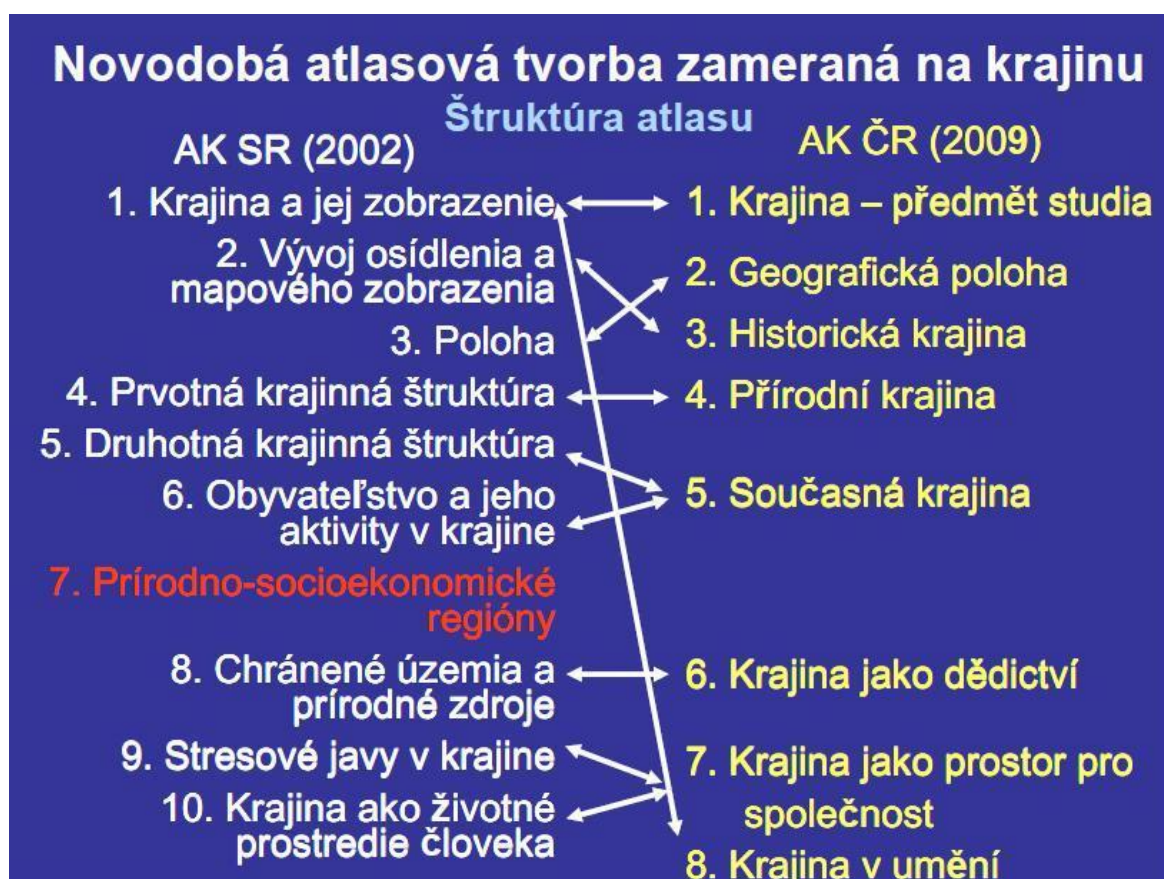 Novodobá atlasová tvorba zameraná na krajinu
Štruktúra atlasu
AK SR (2002)
1. Krajina a jej zobrazenie
2. Vývoj osídlenia a
mapového zobrazenia
3. Poloha
4. Prvotná krajinná štruktúra
5. Druhotná krajinná štruktúra
6. Obyvateľstvo a jeho
aktivity v krajine
7. Prírodno-socioekonomické
regióny
8. Chránené územia a
prírodné zdroje
9. Stresové javy v krajine
10. Krajina ako životné
prostredie človeka
AK ČR (2009)
1. Krajina – předmět studia
2. Geografická poloha
3. Historická krajina
4. Přírodní krajina
5. Současná krajina
6. Krajina jako dědictví
7. Krajina jako prostor pro
společnost
8. Krajina v umění